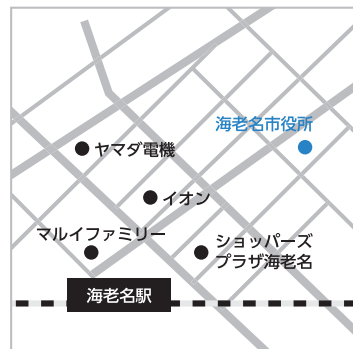 海老名市役所
ヤマダ電機
イオン
マルイファミリー
ショッパーズ
プラザ海老名
海老名駅